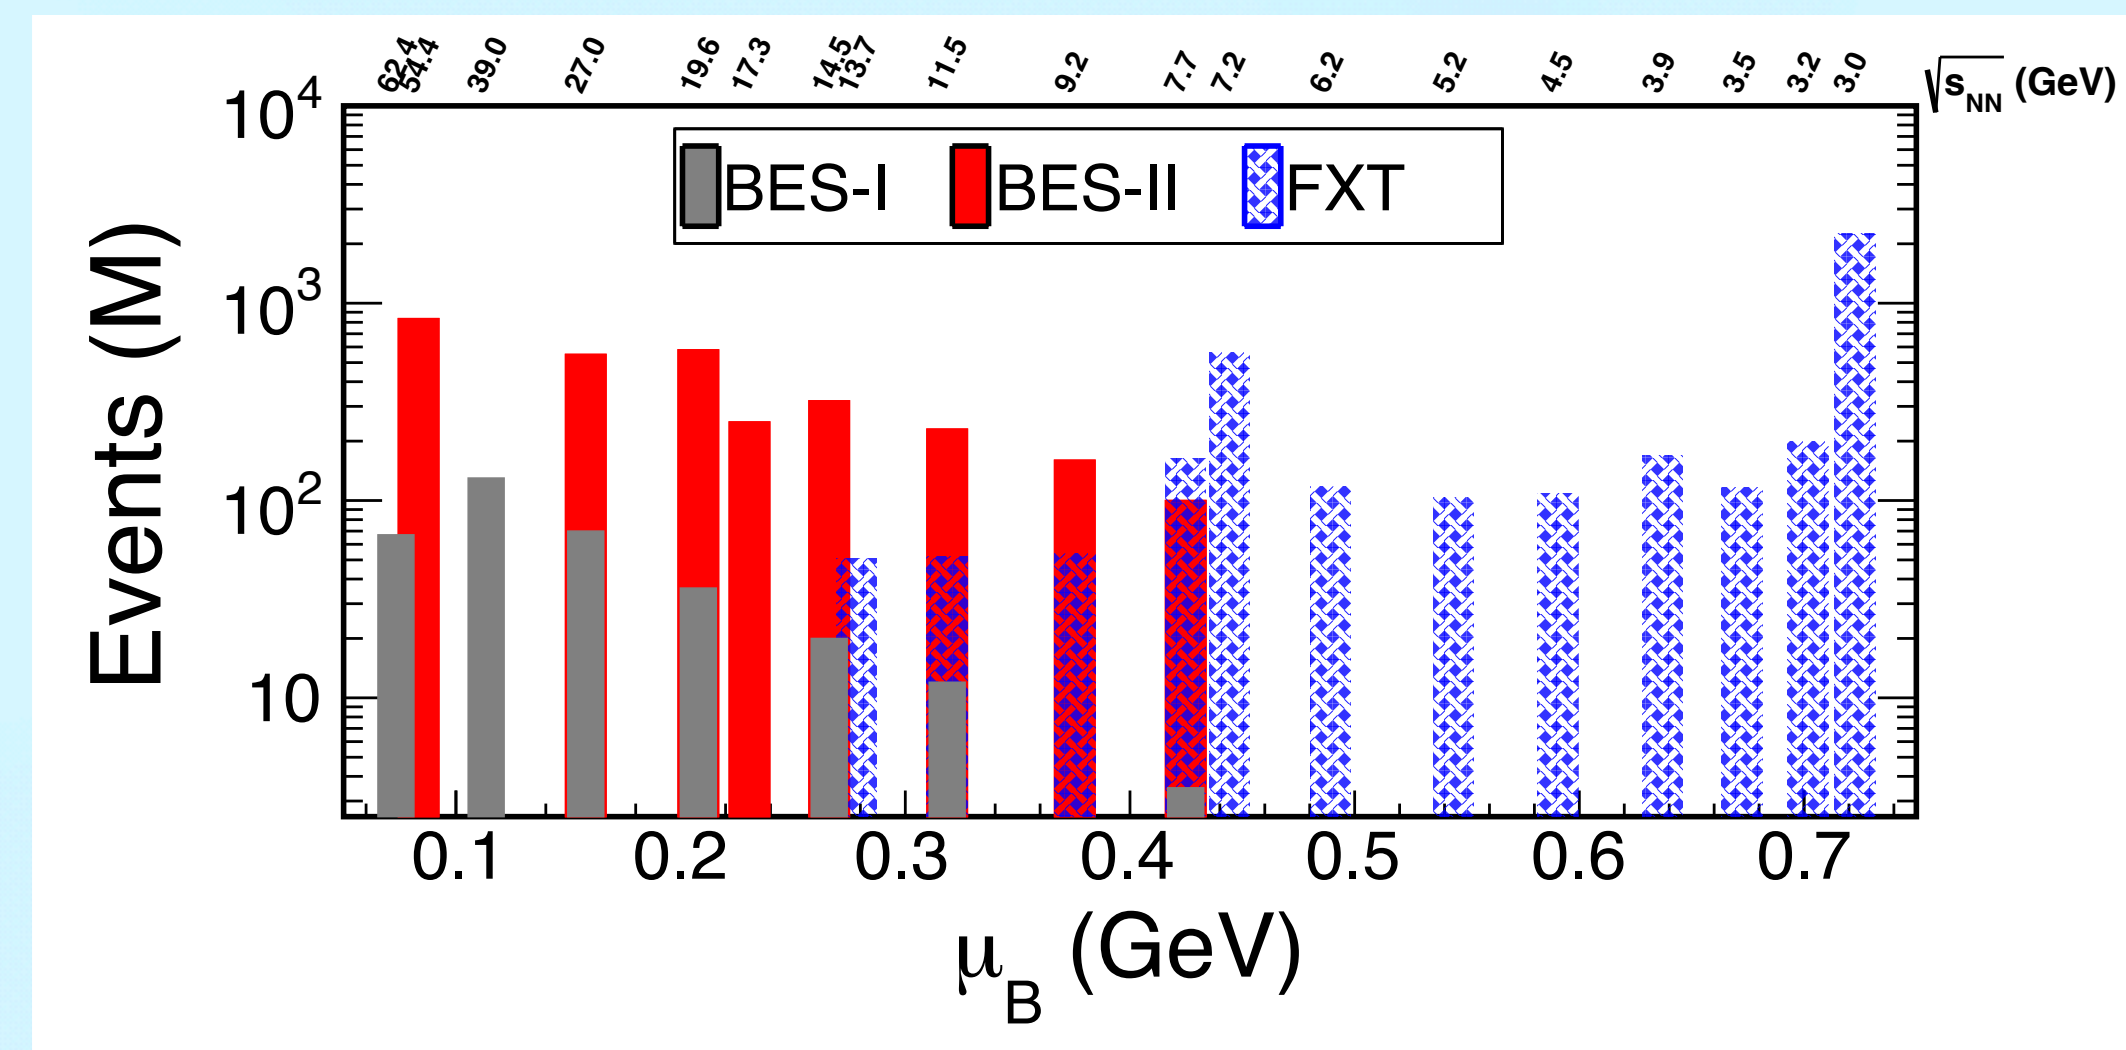 62.4 54.4 39.0 27.0 19.6 17.3 14.5 13.7 11.5 9.2 7.7 7.2 6.2 5.2 4.5 3.9 3.5 3.2 3.0 √s_NN (GeV)
10^4
BES-I BES-II FXT
10^3
10^2
10
Events (M)
0.1 0.2 0.3 0.4 0.5 0.6 0.7
μ_B (GeV)